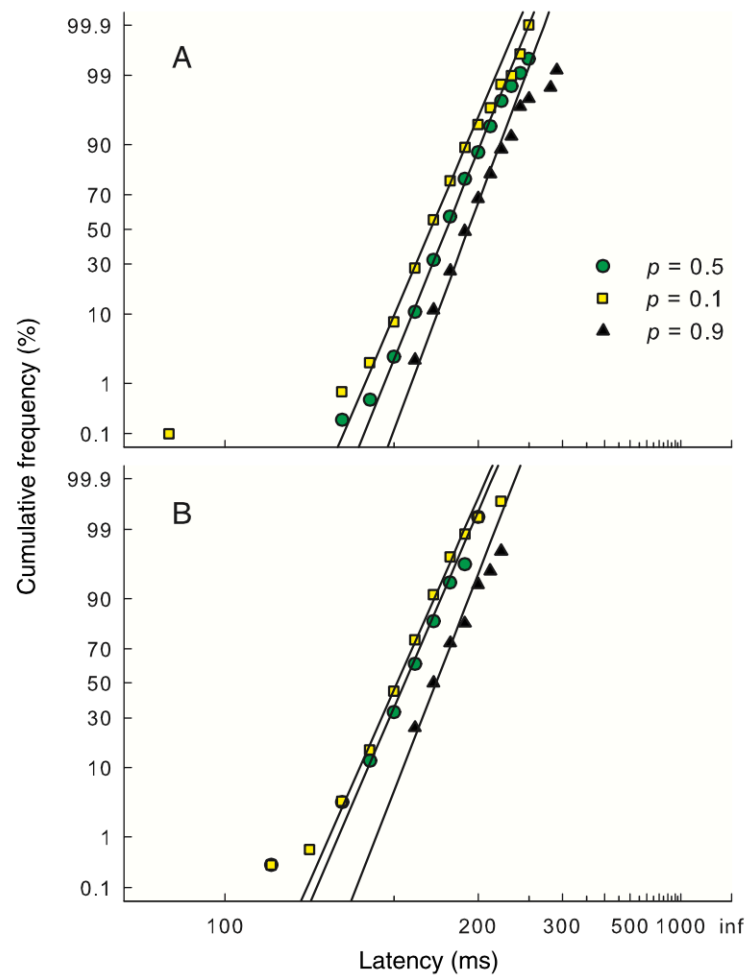 A
99.9
99
90
70
50
30
10
1
0.1
p = 0.5
p = 0.1
p = 0.9
Cumulative frequency (%)
B
99.9
99
90
70
50
30
10
1
0.1
100 200 300 500 1000 inf
Latency (ms)